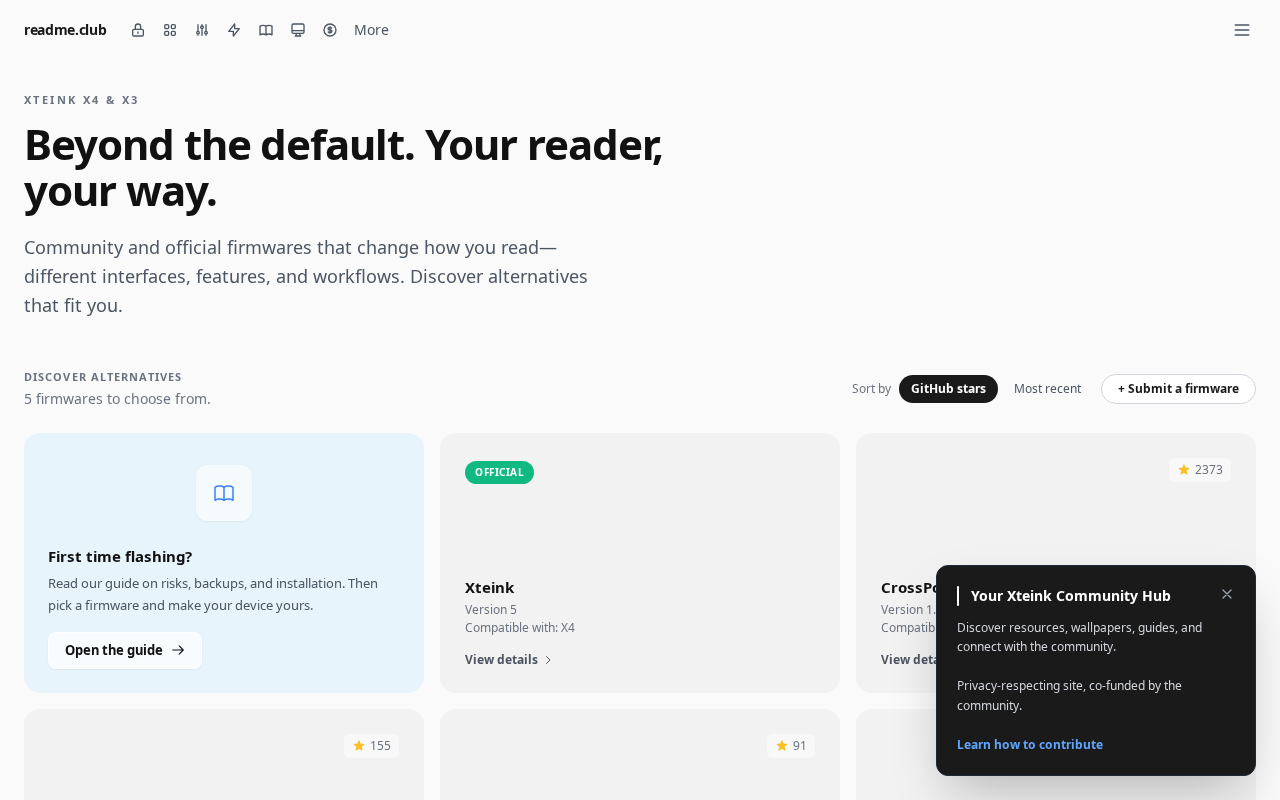 readme.club
More
XTEINK X4 & X3
Beyond the default. Your reader,
your way.
Community and official firmwares that change how you read—
different interfaces, features, and workflows. Discover alternatives
that fit you.
DISCOVER ALTERNATIVES
5 firmwares to choose from.
Sort by
GitHub stars
Most recent
+ Submit a firmware
First time flashing?
Read our guide on risks, backups, and installation. Then
pick a firmware and make your device yours.
Open the guide
OFFICIAL
Xteink
Version 5
Compatible with: X4
View details
2373
Version 1.
155
91
Your Xteink Community Hub
Discover resources, wallpapers, guides, and
connect with the community.
Privacy-respecting site, co-funded by the
community.
Learn how to contribute